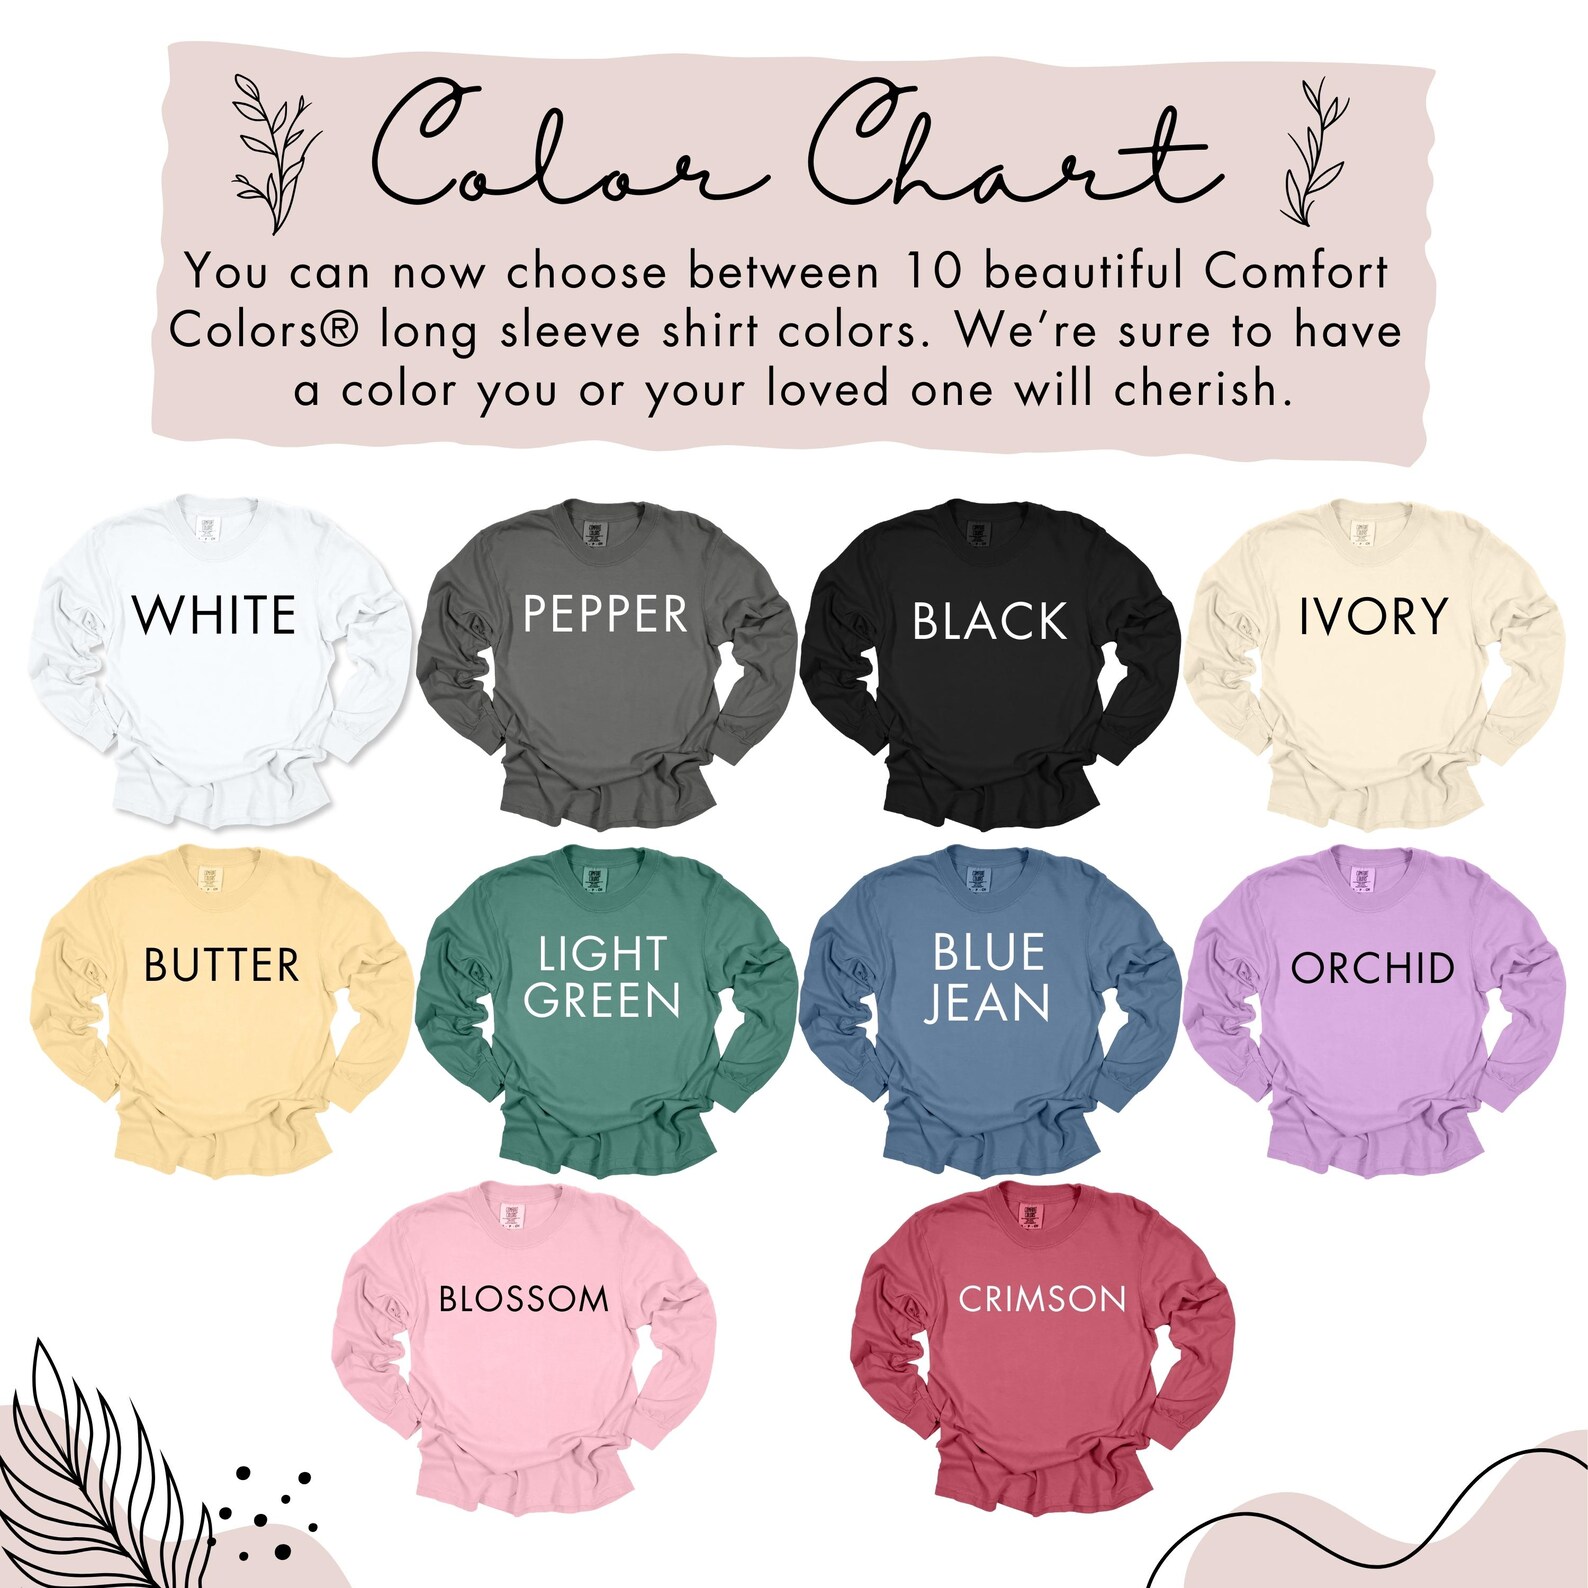 Color Chart
You can now choose between 10 beautiful Comfort
Colors® long sleeve shirt colors. We’re sure to have
a color you or your loved one will cherish.
WHITE
PEPPER
BLACK
IVORY
BUTTER
LIGHT
GREEN
BLUE
JEAN
ORCHID
BLOSSOM
CRIMSON